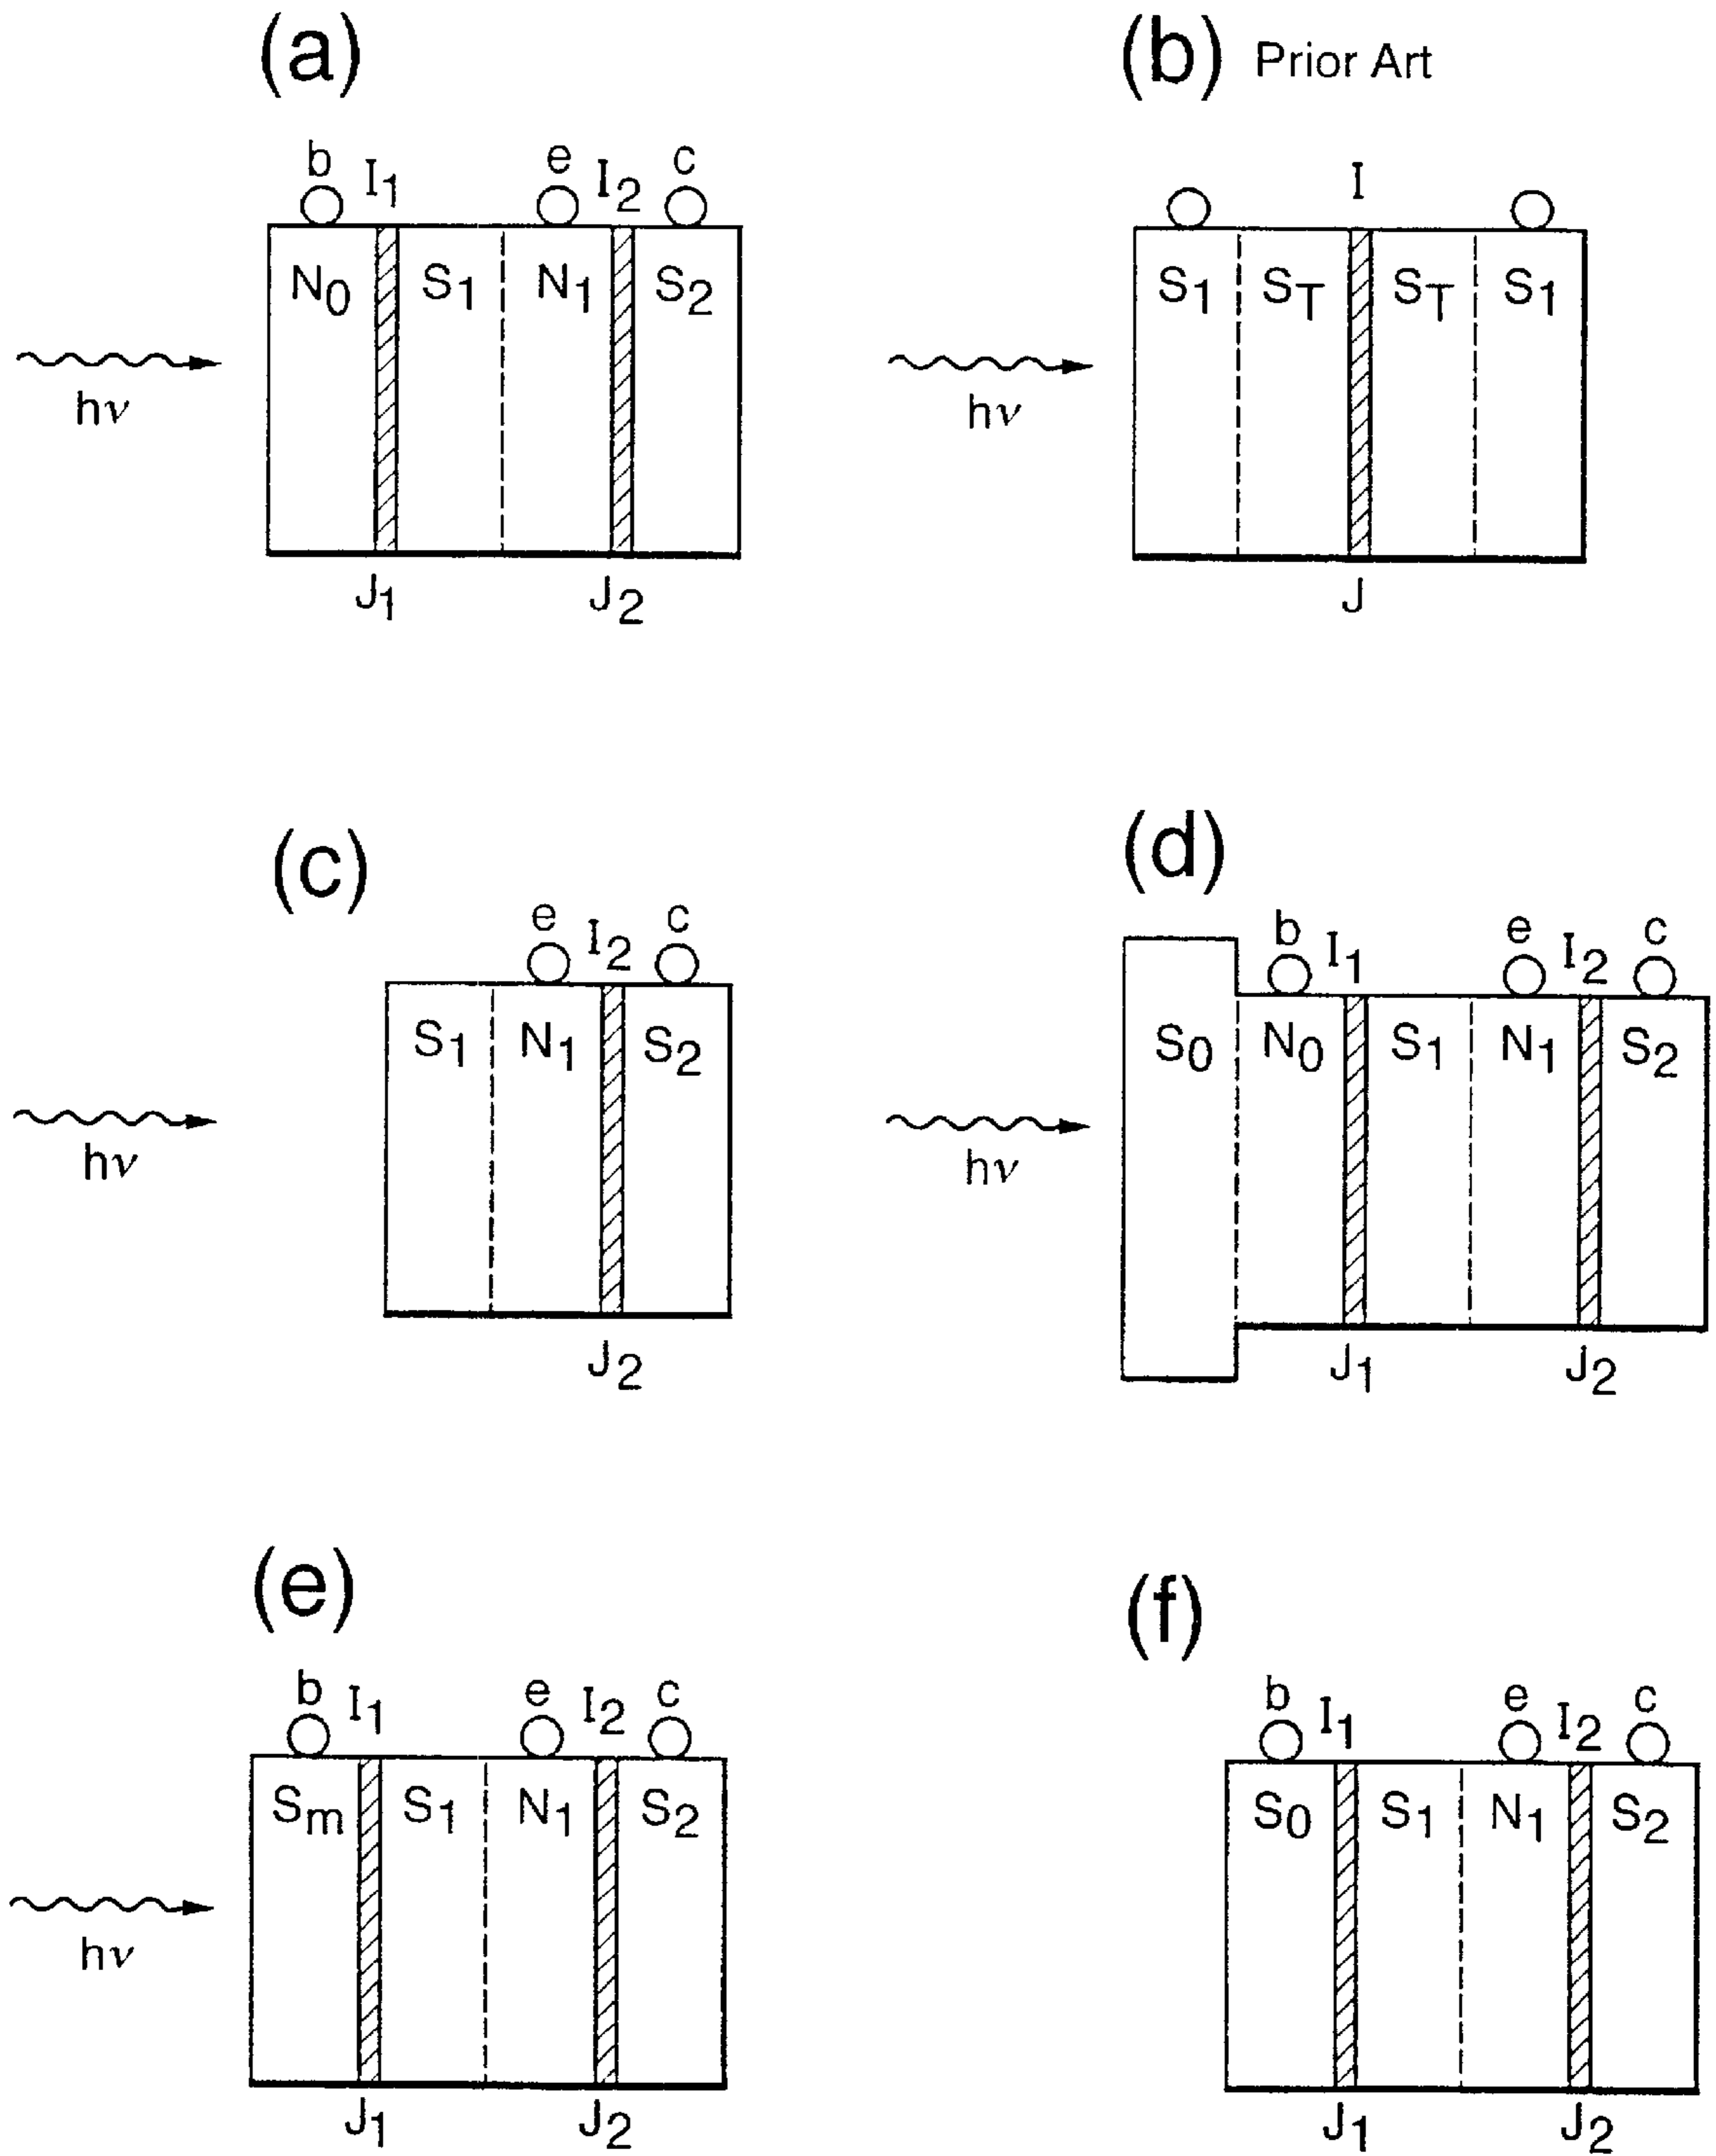 (a)
b I₁ e I₂ c
N₀ S₁ N₁ S₂
hν
J₁ J₂
(b) Prior Art
I
S₁ S_T S_T S₁
hν
J
(c)
e I₂ c
S₁ N₁ S₂
hν
J₂
(d)
b I₁ e I₂ c
S₀ N₀ S₁ N₁ S₂
hν
J₁ J₂
(e)
b I₁ e I₂ c
Sₘ S₁ N₁ S₂
hν
J₁ J₂
(f)
b I₁ e I₂ c
S₀ S₁ N₁ S₂
J₁ J₂